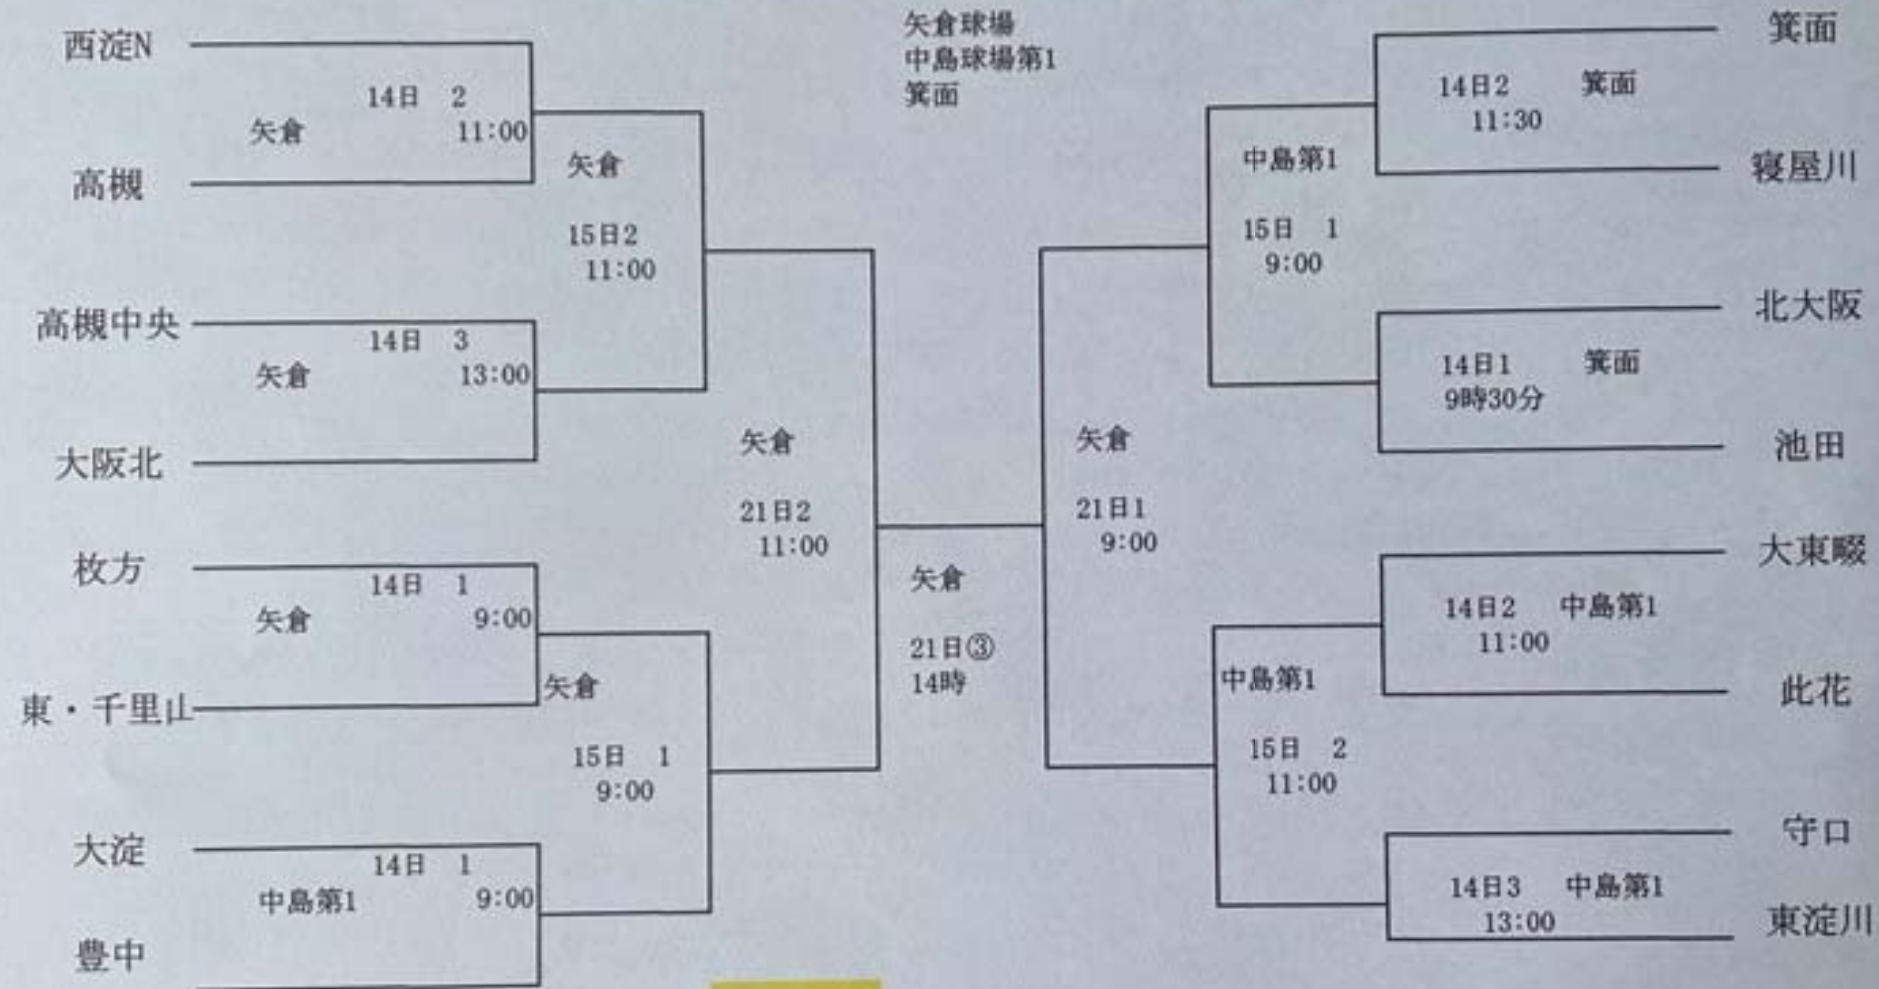 矢倉球場
中島球場第1
箕面
西淀N
14日 2
矢倉 11:00
高槻
矢倉
15日2
11:00
高槻中央
14日 3
矢倉 13:00
大阪北
矢倉
21日2
11:00
枚方
14日 1
矢倉 9:00
東・千里山
矢倉
15日 1
9:00
大淀
14日 1
中島第1 9:00
豊中
矢倉
21日③
14時
箕面
14日2 箕面
11:30
寝屋川
中島第1
15日 1
9:00
北大阪
14日1 箕面
9時30分
池田
矢倉
21日1
9:00
大東畷
14日2 中島第1
11:00
此花
中島第1
15日 2
11:00
守口
14日3 中島第1
13:00
東淀川